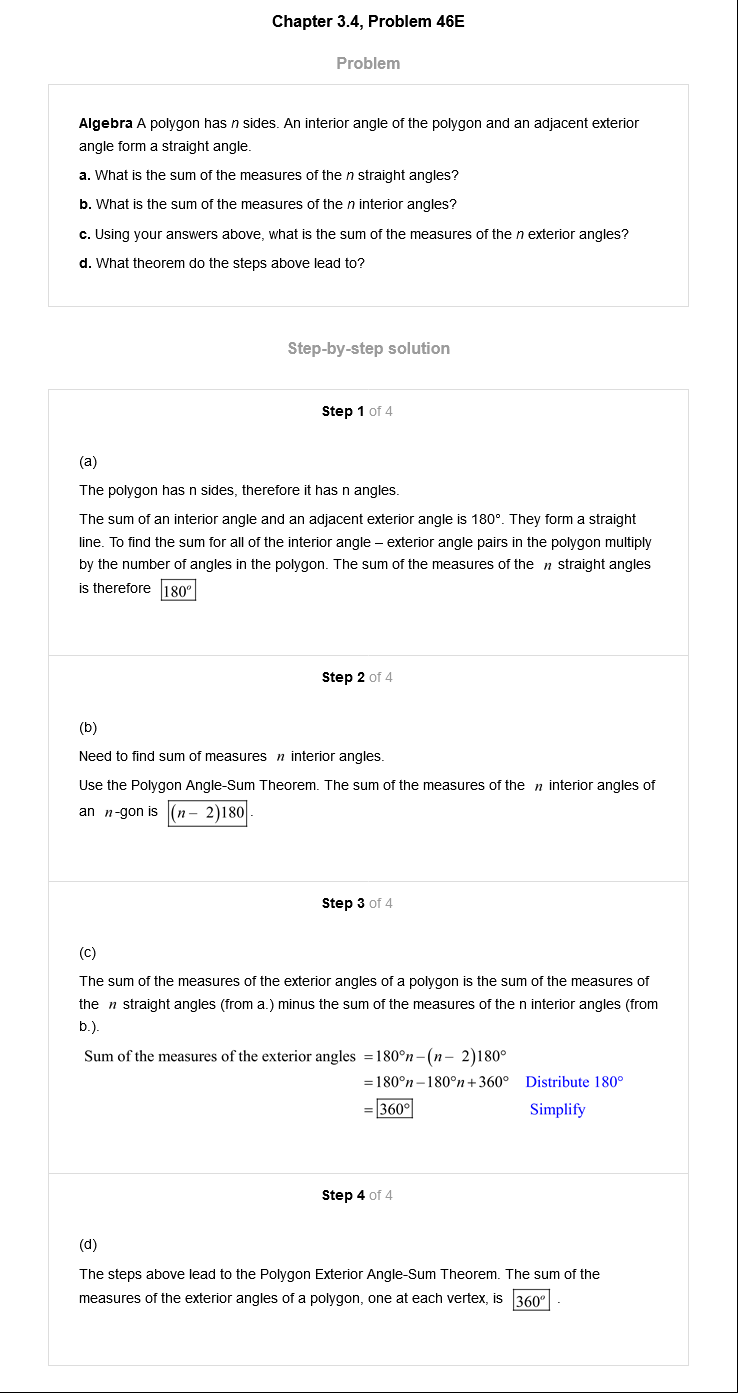 Chapter 3.4, Problem 46E
Problem
Algebra A polygon has n sides. An interior angle of the polygon and an adjacent exterior
angle form a straight angle.
a. What is the sum of the measures of the n straight angles?
b. What is the sum of the measures of the n interior angles?
c. Using your answers above, what is the sum of the measures of the n exterior angles?
d. What theorem do the steps above lead to?
Step-by-step solution
Step 1 of 4
(a)
The polygon has n sides, therefore it has n angles.
The sum of an interior angle and an adjacent exterior angle is 180°. They form a straight
line. To find the sum for all of the interior angle – exterior angle pairs in the polygon multiply
by the number of angles in the polygon. The sum of the measures of the n straight angles
is therefore 180°
Step 2 of 4
(b)
Need to find sum of measures n interior angles.
Use the Polygon Angle-Sum Theorem. The sum of the measures of the n interior angles of
an n-gon is (n – 2)180.
Step 3 of 4
(c)
The sum of the measures of the exterior angles of a polygon is the sum of the measures of
the n straight angles (from a.) minus the sum of the measures of the n interior angles (from
b.).
Sum of the measures of the exterior angles = 180°n – (n – 2)180°
= 180°n – 180°n + 360° Distribute 180°
= 360° Simplify
Step 4 of 4
(d)
The steps above lead to the Polygon Exterior Angle-Sum Theorem. The sum of the
measures of the exterior angles of a polygon, one at each vertex, is 360° .